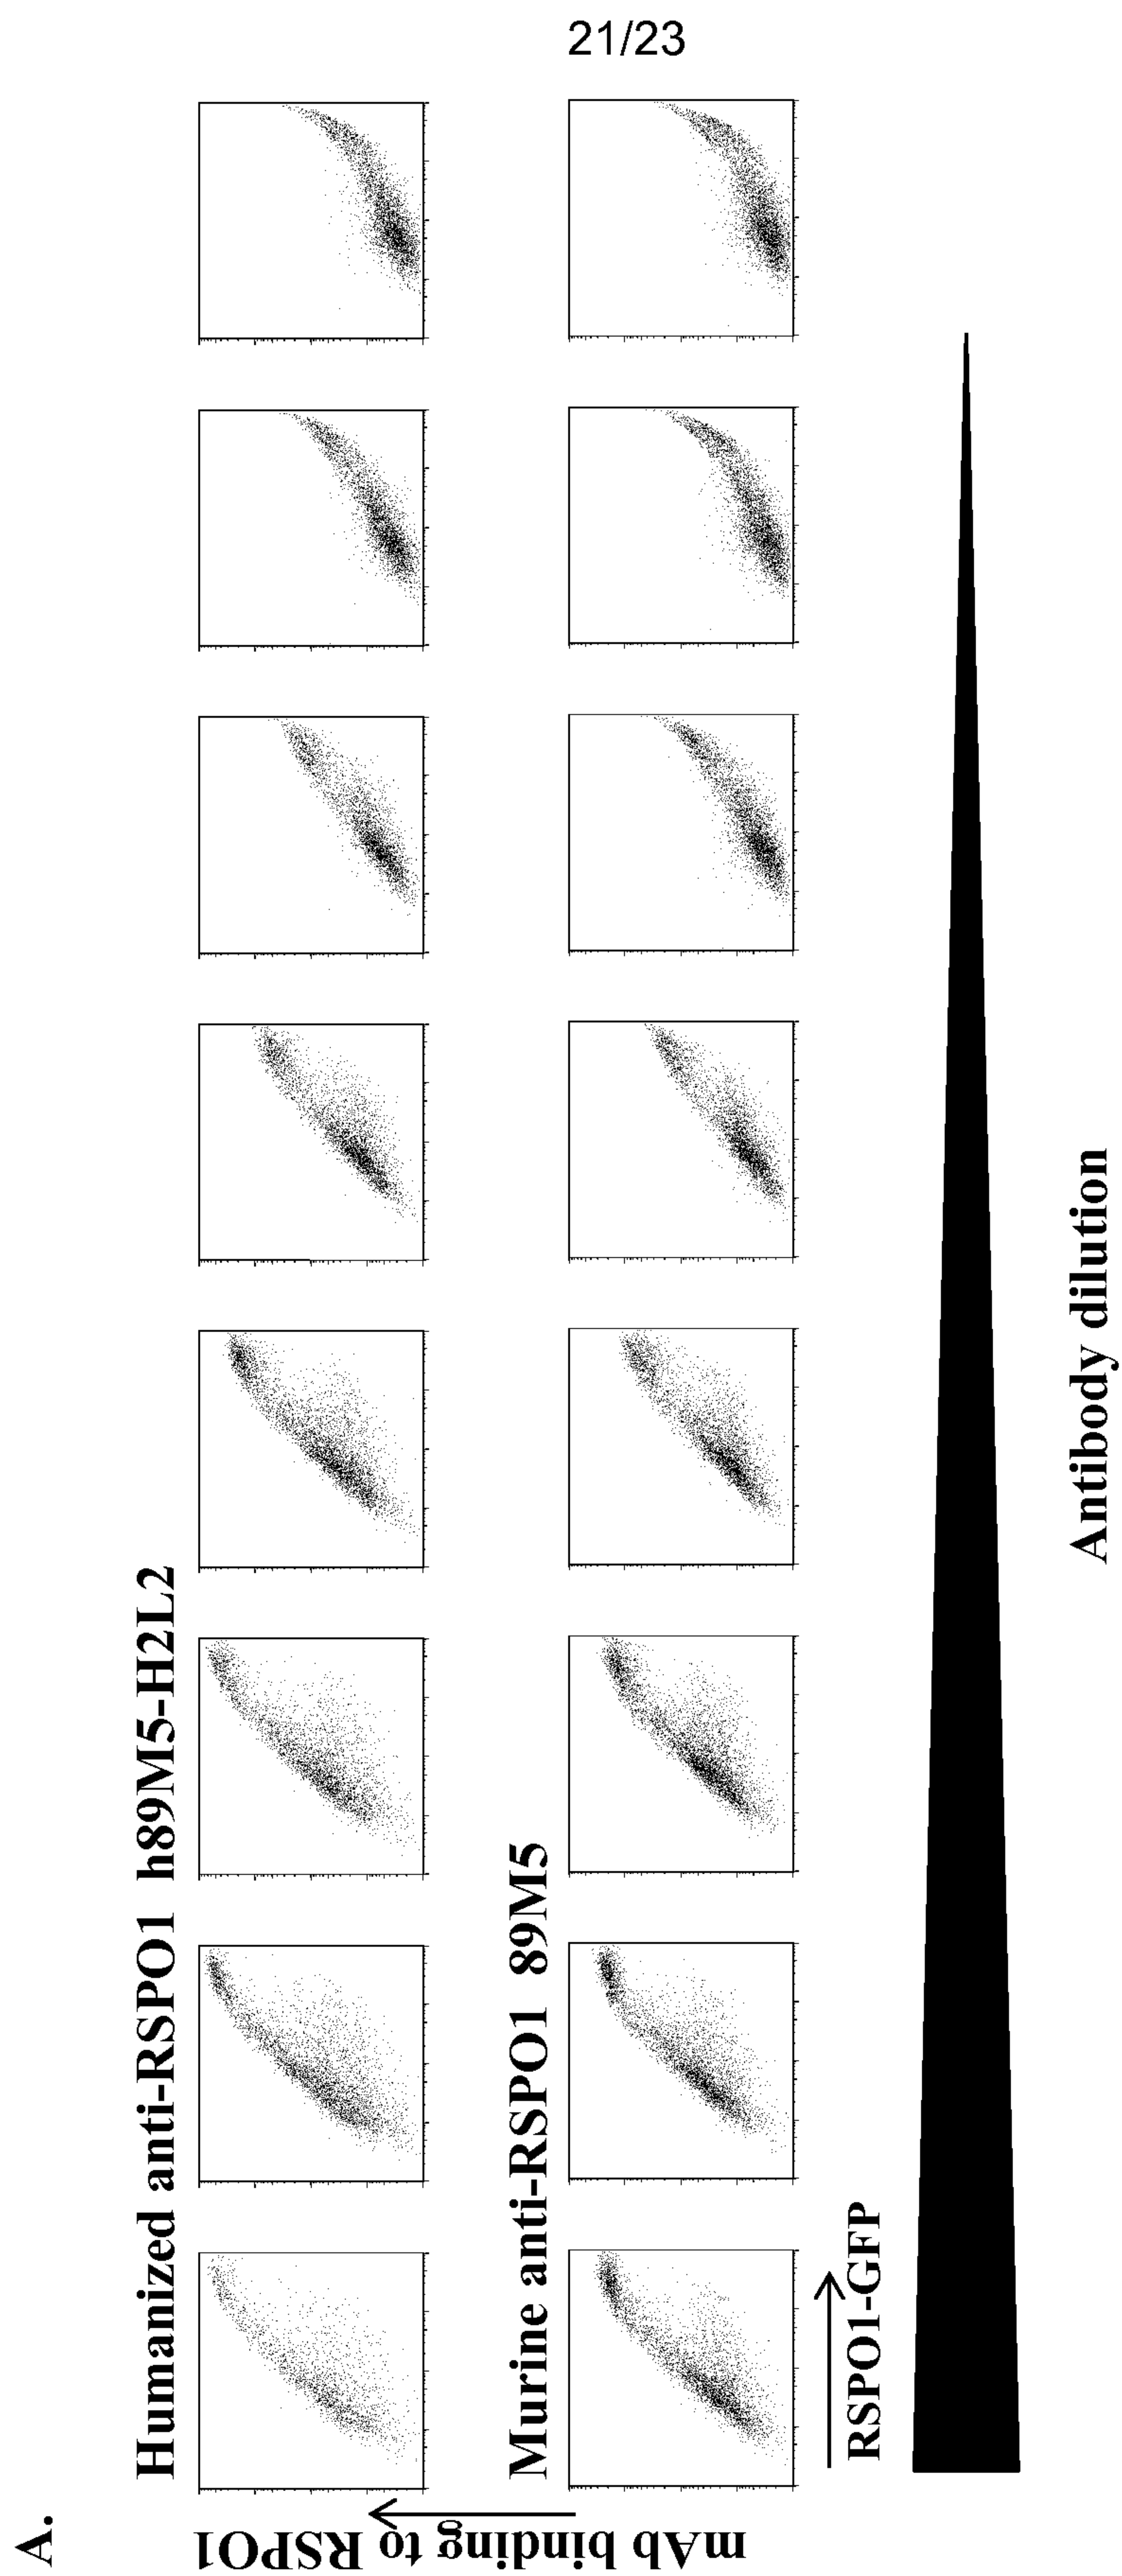 21/23
A.
Humanized anti-RSPO1 h89M5-H2L2
Murine anti-RSPO1 89M5
mAb binding to RSPO1
RSPO1-GFP
Antibody dilution